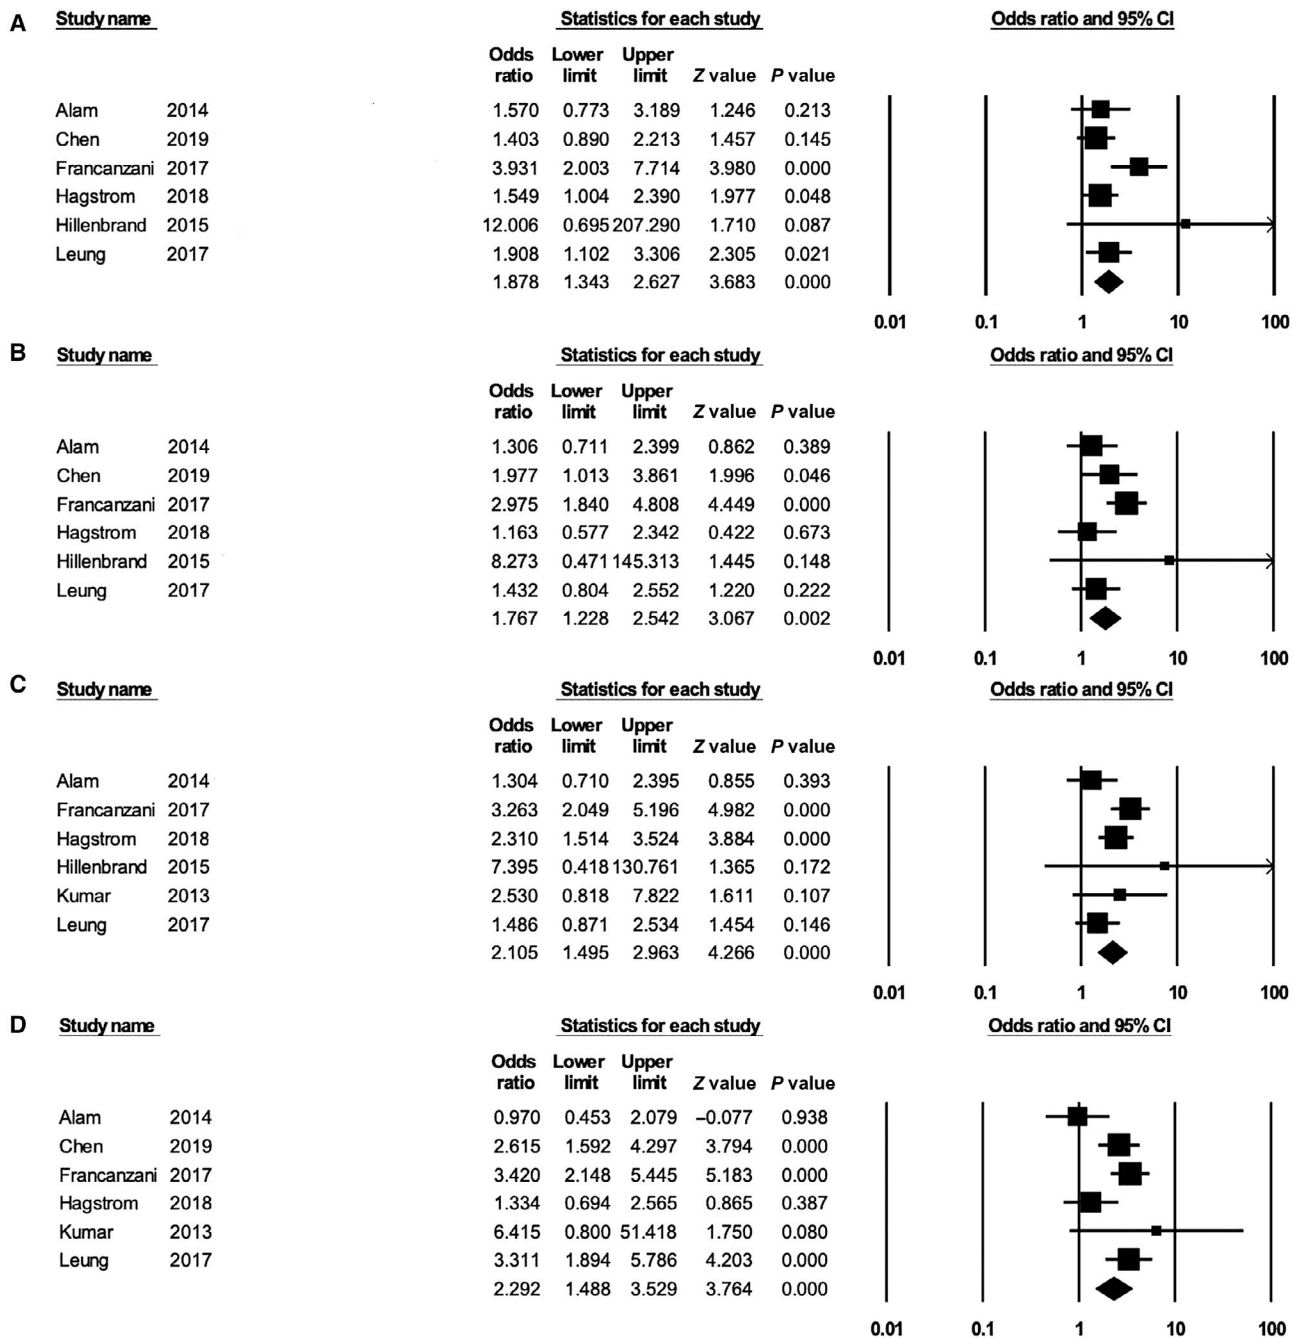 A Study name Statistics for each study Odds ratio and 95% CI
Odds Lower Upper
ratio limit limit Z value P value
Alam 2014 1.570 0.773 3.189 1.246 0.213
Chen 2019 1.403 0.890 2.213 1.457 0.145
Francanzani 2017 3.931 2.003 7.714 3.980 0.000
Hagstrom 2018 1.549 1.004 2.390 1.977 0.048
Hillenbrand 2015 12.006 0.695 207.290 1.710 0.087
Leung 2017 1.908 1.102 3.306 2.305 0.021
1.878 1.343 2.627 3.683 0.000
0.01 0.1 1 10 100
B Study name Statistics for each study Odds ratio and 95% CI
Odds Lower Upper
ratio limit limit Z value P value
Alam 2014 1.306 0.711 2.399 0.862 0.389
Chen 2019 1.977 1.013 3.861 1.996 0.046
Francanzani 2017 2.975 1.840 4.808 4.449 0.000
Hagstrom 2018 1.163 0.577 2.342 0.422 0.673
Hillenbrand 2015 8.273 0.471 145.313 1.445 0.148
Leung 2017 1.432 0.804 2.552 1.220 0.222
1.767 1.228 2.542 3.067 0.002
0.01 0.1 1 10 100
C Study name Statistics for each study Odds ratio and 95% CI
Odds Lower Upper
ratio limit limit Z value P value
Alam 2014 1.304 0.710 2.395 0.855 0.393
Francanzani 2017 3.263 2.049 5.196 4.982 0.000
Hagstrom 2018 2.310 1.514 3.524 3.884 0.000
Hillenbrand 2015 7.395 0.418 130.761 1.365 0.172
Kumar 2013 2.530 0.818 7.822 1.611 0.107
Leung 2017 1.486 0.871 2.534 1.454 0.146
2.105 1.495 2.963 4.266 0.000
0.01 0.1 1 10 100
D Study name Statistics for each study Odds ratio and 95% CI
Odds Lower Upper
ratio limit limit Z value P value
Alam 2014 0.970 0.453 2.079 −0.077 0.938
Chen 2019 2.615 1.592 4.297 3.794 0.000
Francanzani 2017 3.420 2.148 5.445 5.183 0.000
Hagstrom 2018 1.334 0.694 2.565 0.865 0.387
Kumar 2013 6.415 0.800 51.418 1.750 0.080
Leung 2017 3.311 1.894 5.786 4.203 0.000
2.292 1.488 3.529 3.764 0.000
0.01 0.1 1 10 100